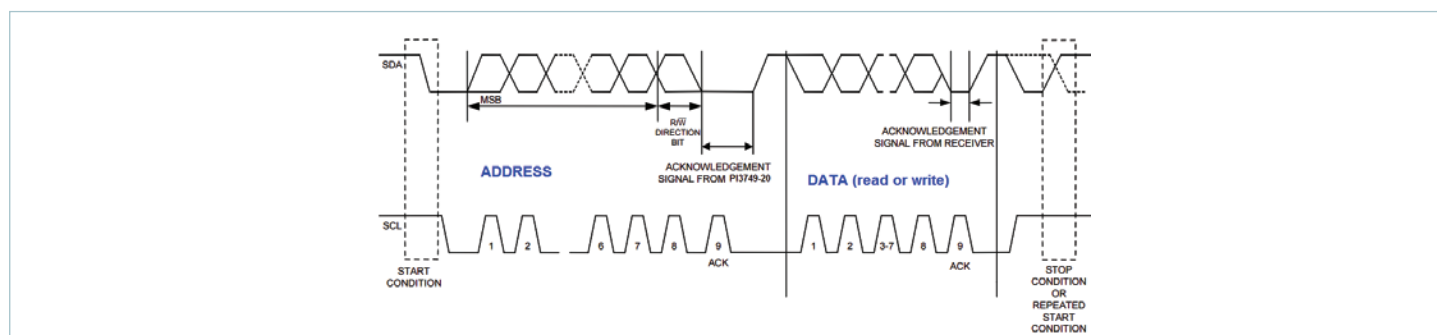 SDA
MSB
R/W̅
DIRECTION
BIT
ACKNOWLEDGEMENT
SIGNAL FROM PI3749-20
ACKNOWLEDGEMENT
SIGNAL FROM RECEIVER
ADDRESS
DATA (read or write)
SCL
1 2 6 7 8 9 1 2 3-7 8 9
ACK ACK
START
CONDITION
STOP
CONDITION
OR
REPEATED
START
CONDITION